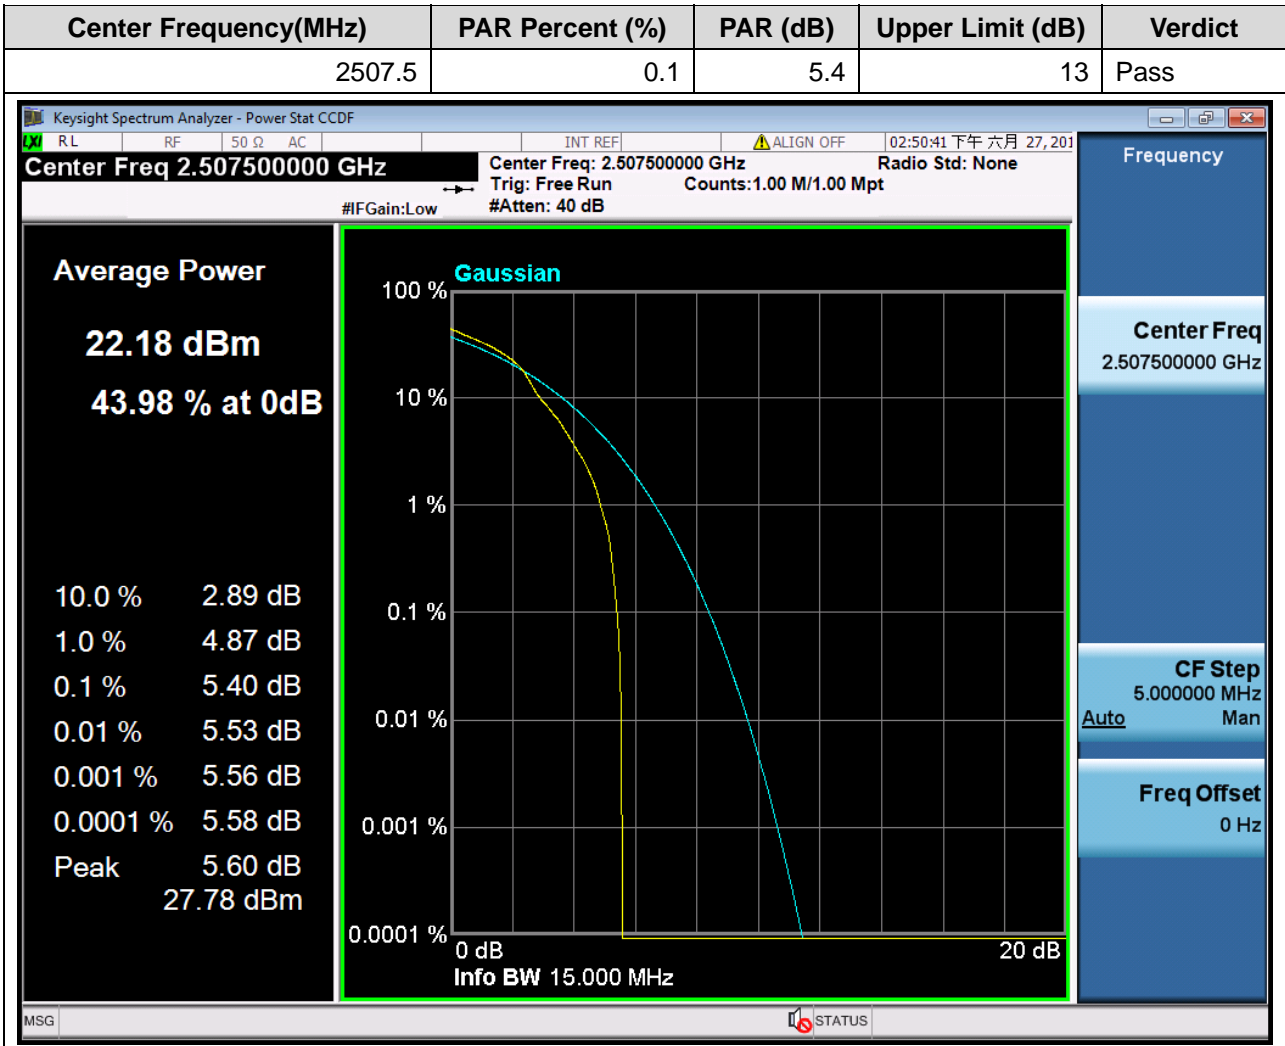 Center Frequency(MHz) PAR Percent (%) PAR (dB) Upper Limit (dB) Verdict
2507.5 0.1 5.4 13 Pass
Keysight Spectrum Analyzer - Power Stat CCDF
LXI RL RF 50 Ω AC INT REF ALIGN OFF 02:50:41 下午 六月 27, 201
Center Freq 2.507500000 GHz
Center Freq: 2.507500000 GHz Radio Std: None
Trig: Free Run Counts:1.00 M/1.00 Mpt
#IFGain:Low #Atten: 40 dB
Frequency
Average Power
22.18 dBm
43.98 % at 0dB
10.0 % 2.89 dB
1.0 % 4.87 dB
0.1 % 5.40 dB
0.01 % 5.53 dB
0.001 % 5.56 dB
0.0001 % 5.58 dB
Peak 5.60 dB
27.78 dBm
Gaussian
100 %
10 %
1 %
0.1 %
0.01 %
0.001 %
0.0001 %
0 dB 20 dB
Info BW 15.000 MHz
Center Freq
2.507500000 GHz
CF Step
5.000000 MHz
Auto Man
Freq Offset
0 Hz
MSG STATUS